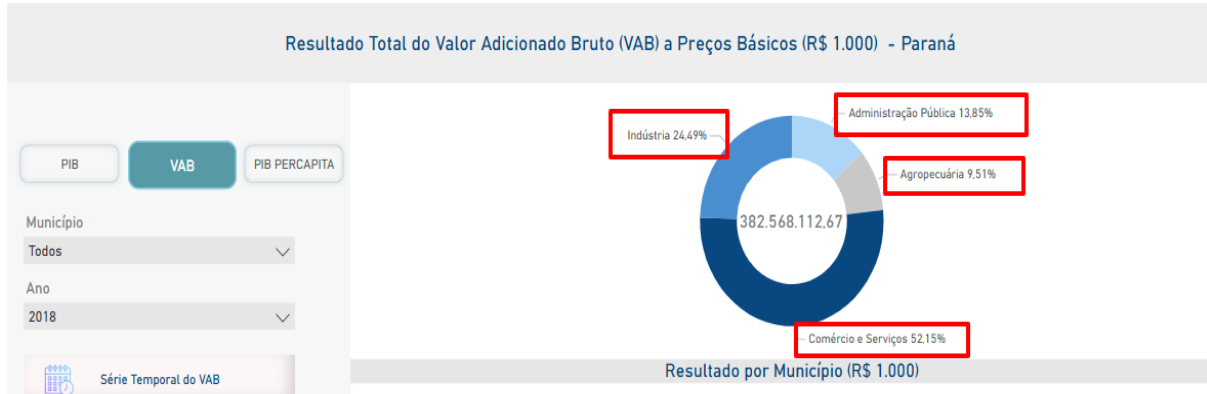 Resultado Total do Valor Adicionado Bruto (VAB) a Preços Básicos (R$ 1.000) - Paraná
PIB
VAB
PIB PERCAPITA
Município
Todos
Ano
2018
Série Temporal do VAB
Indústria 24,49%
Administração Pública 13,85%
Agropecuária 9,51%
382.568.112,67
Comércio e Serviços 52,15%
Resultado por Município (R$ 1.000)